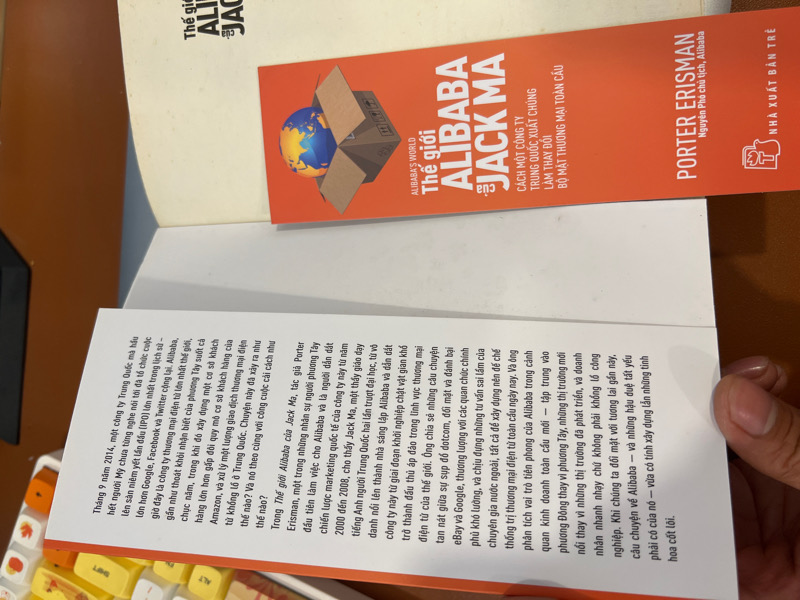 Tháng 9 năm 2014, một công ty Trung Quốc mà hầu
hết người Mỹ chưa từng nghe nói tới đã tổ chức cuộc
lên sàn niêm yết lần đầu (IPO) lớn nhất trong lịch sử –
lớn hơn Google, Facebook và Twitter cộng lại. Alibaba,
giờ đây là công ty thương mại điện tử lớn nhất thế giới,
gần như thoát khỏi nhận biết của phương Tây suốt cả
chục năm, trong khi đó xây dựng một cơ sở khách
hàng lớn hơn gấp đôi quy mô cơ sở khách hàng của
Amazon, và xử lý một lượng giao dịch thương mại điện
tử khổng lồ ở Trung Quốc. Chuyện này đã xảy ra như
thế nào? Và nó theo cùng với công cuộc cải cách như
thế nào?
Trong Thế giới Alibaba của Jack Ma, tác giả Porter
Erisman, một trong những nhân sự người phương Tây
đầu tiên làm việc cho Alibaba và là người dẫn dắt
chiến lược marketing quốc tế của công ty này từ năm
2000 đến 2008, cho thấy Jack Ma, một thầy giáo dạy
tiếng Anh người Trung Quốc hai lần trượt đại học, từ vô
danh nổi lên thành nhà sáng lập Alibaba và dẫn dắt
công ty này từ giai đoạn khởi nghiệp chật vật gian khổ
trở thành đấu thủ áp đảo trong lĩnh vực thương mại
điện tử của thế giới. Ông chia sẻ những câu chuyện
tan nát giữa sự sụp đổ dotcom, đối mặt và đánh bại
eBay và Google, thương lượng với các quan chức chính
phủ khó lường, và chịu đựng những tư vấn sai lầm của
chuyên gia nước ngoài, tất cả để xây dựng nên đế chế
thống trị thương mại điện tử toàn cầu ngày nay. Và ông
phân tích vai trò tiên phong của Alibaba trong cảnh
quan kinh doanh toàn cầu mới — tập trung vào
phương Đông thay vì phương Tây, những thị trường mới
nổi thay vì những thị trường đã phát triển, và doanh
nhân nhanh nhạy chứ không phải khổng lồ công
nghiệp. Khi chúng ta đối mặt với tương lai gần này,
câu chuyện về Alibaba — và những hậu duệ tất yếu
phải có của nó — vừa có tính xây dựng lẫn những tinh
hoa cốt lõi.
Thế giới
ALIBABA'S WORLD
Thế giới
ALIBABA
của
JACK MA
CÁCH MỘT CÔNG TY
TRUNG QUỐC XUẤT CHÚNG
LÀM THAY ĐỔI
BỘ MẶT THƯƠNG MẠI TOÀN CẦU
PORTER ERISMAN
Nguyên Phó chủ tịch, Alibaba
NHÀ XUẤT BẢN TRẺ